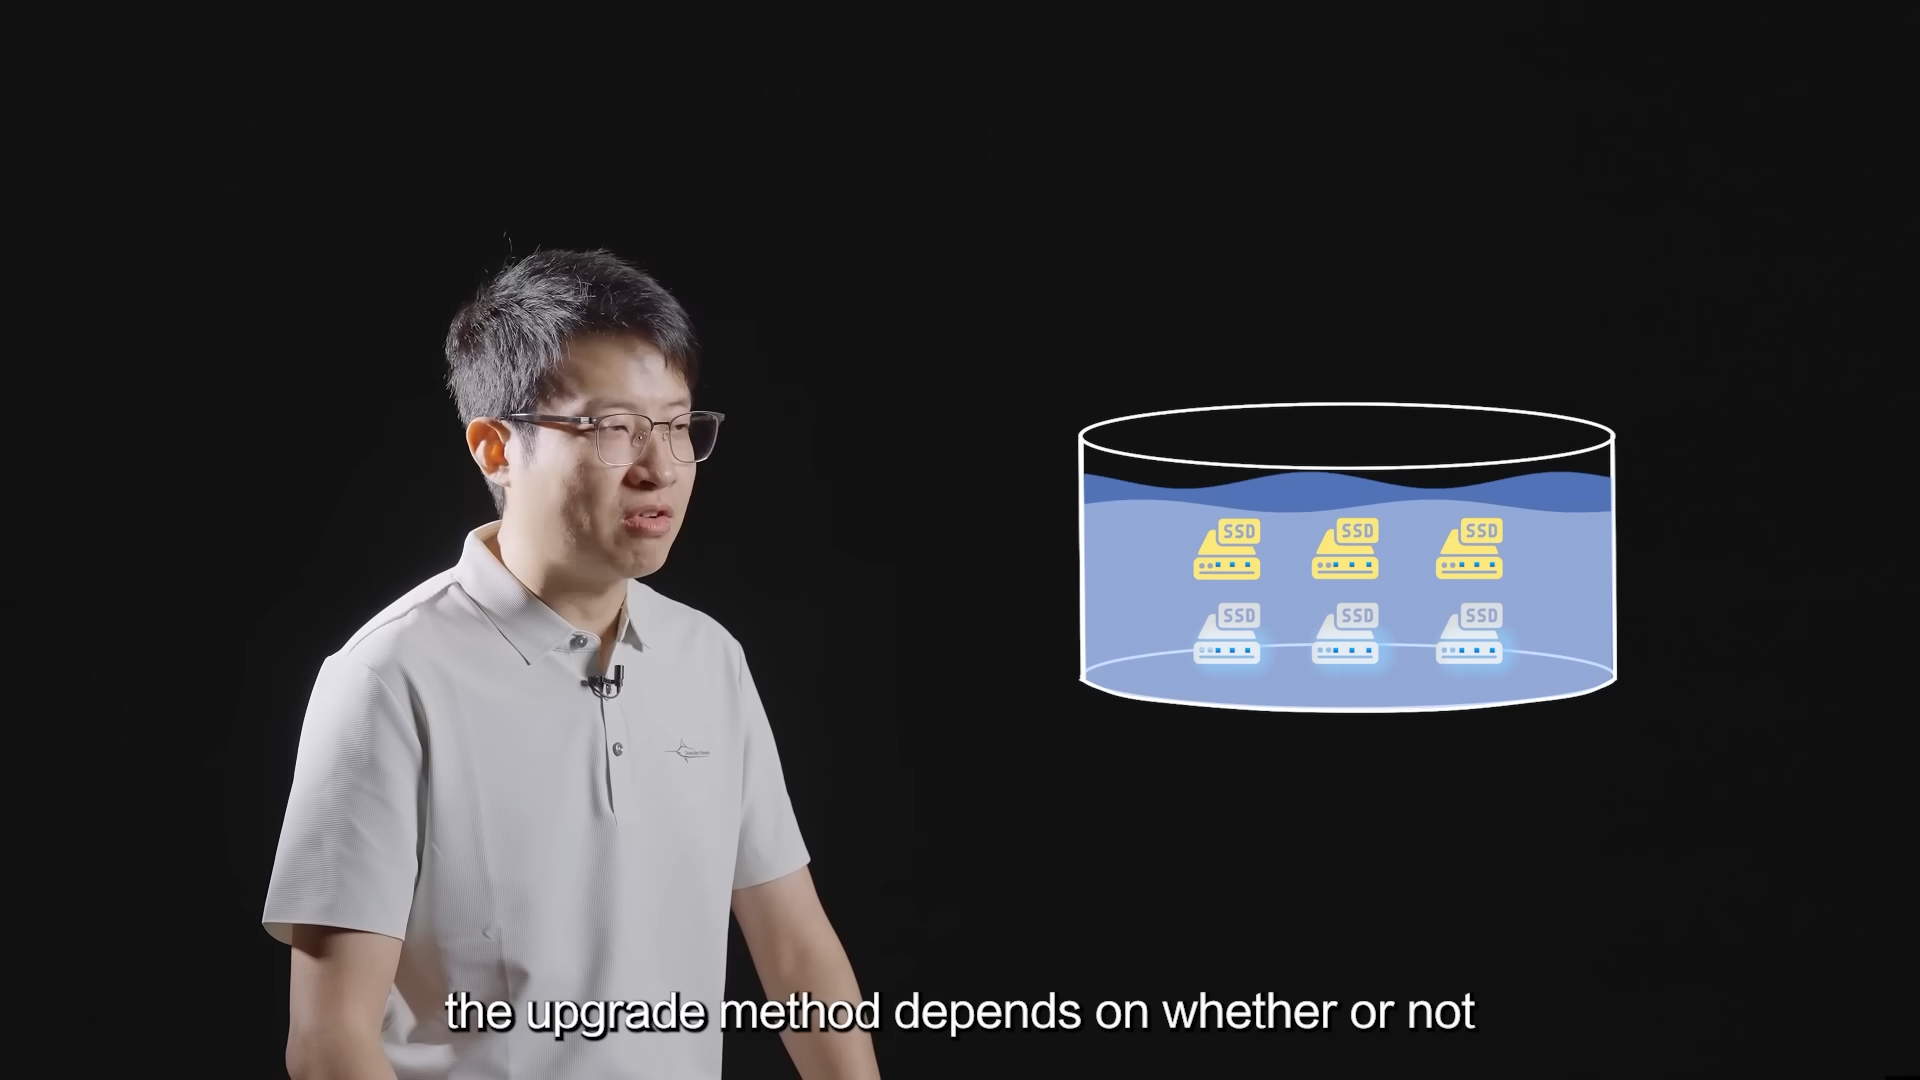 SSD SSD SSD
SSD SSD SSD
the upgrade method depends on whether or not